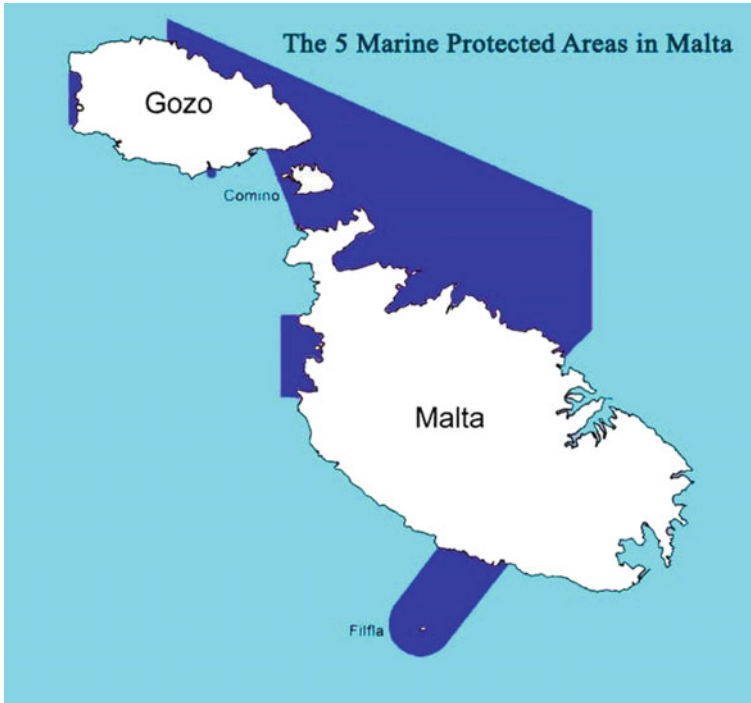 The 5 Marine Protected Areas in Malta
Gozo
Comino
Malta
Filfla